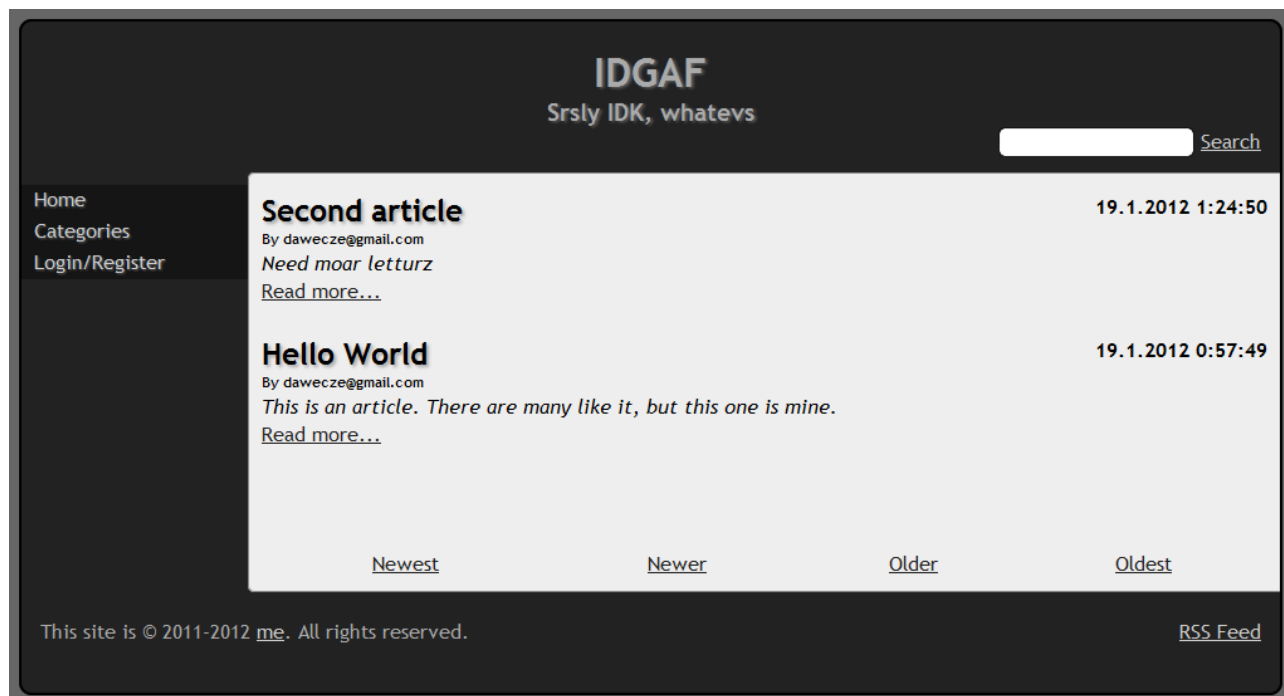 IDGAF
Srsly IDK, whatevs
Search
Home
Categories
Login/Register
Second article 19.1.2012 1:24:50
By dawecze@gmail.com
Need moar letturz
Read more...
Hello World 19.1.2012 0:57:49
By dawecze@gmail.com
This is an article. There are many like it, but this one is mine.
Read more...
Newest Newer Older Oldest
This site is © 2011-2012 me. All rights reserved. RSS Feed